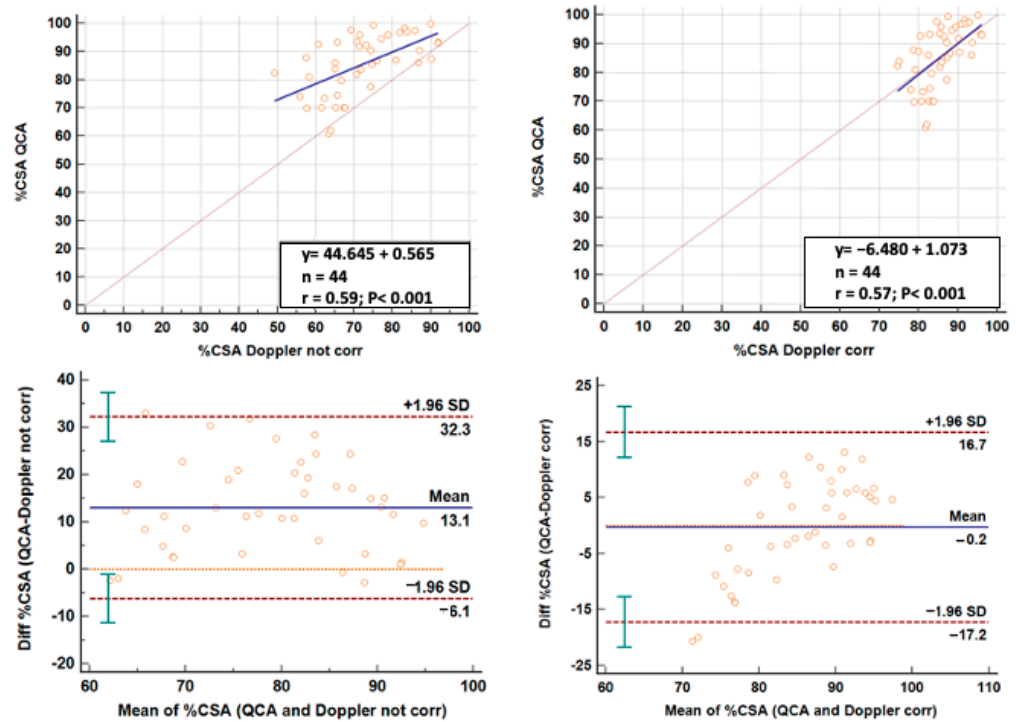 100
90
80
70
60
50
40
30
20
10
0
%CSA QCA
y= 44.645 + 0.565
n = 44
r = 0.59; P< 0.001
0 10 20 30 40 50 60 70 80 90 100
%CSA Doppler not corr
100
90
80
70
60
50
40
30
20
10
0
%CSA QCA
y= −6.480 + 1.073
n = 44
r = 0.57; P< 0.001
0 10 20 30 40 50 60 70 80 90 100
%CSA Doppler corr
40
30
20
10
0
-10
-20
Diff %CSA (QCA-Doppler not corr)
+1.96 SD
32.3
Mean
13.1
−1.96 SD
−6.1
60 70 80 90 100
Mean of %CSA (QCA and Doppler not corr)
25
15
5
-5
-15
-25
Diff %CSA (QCA-Doppler corr)
+1.96 SD
16.7
Mean
−0.2
−1.96 SD
−17.2
60 70 80 90 100 110
Mean of %CSA (QCA and Doppler corr)